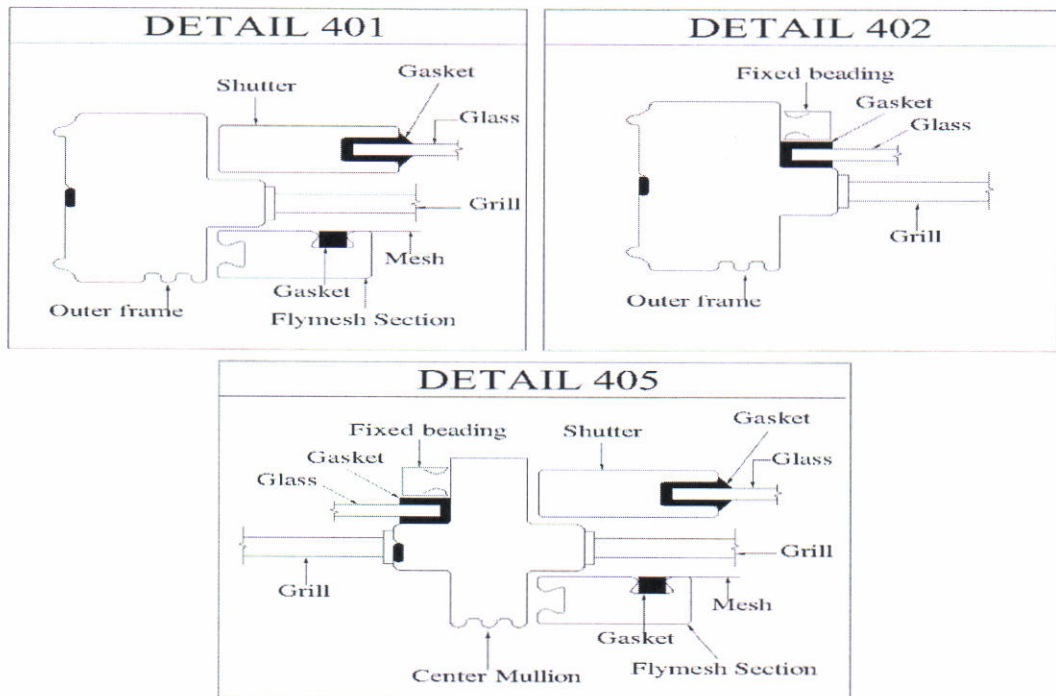 DETAIL 401
Gasket
Shutter
Glass
Grill
Mesh
Gasket
Outer frame
Flymesh Section
DETAIL 402
Fixed beading
Gasket
Glass
Grill
Outer frame
DETAIL 405
Fixed beading
Shutter
Gasket
Gasket
Glass
Glass
Grill
Grill
Mesh
Gasket
Center Mullion
Flymesh Section